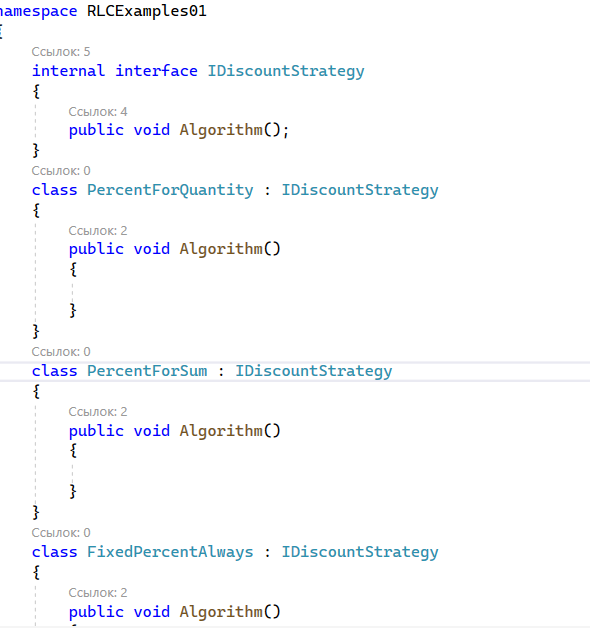 namespace RLCExamples01
{
Ссылок: 5
internal interface IDiscountStrategy
{
Ссылок: 4
public void Algorithm();
}
Ссылок: 0
class PercentForQuantity : IDiscountStrategy
{
Ссылок: 2
public void Algorithm()
{
}
}
Ссылок: 0
class PercentForSum : IDiscountStrategy
{
Ссылок: 2
public void Algorithm()
{
}
}
Ссылок: 0
class FixedPercentAlways : IDiscountStrategy
{
Ссылок: 2
public void Algorithm()
{